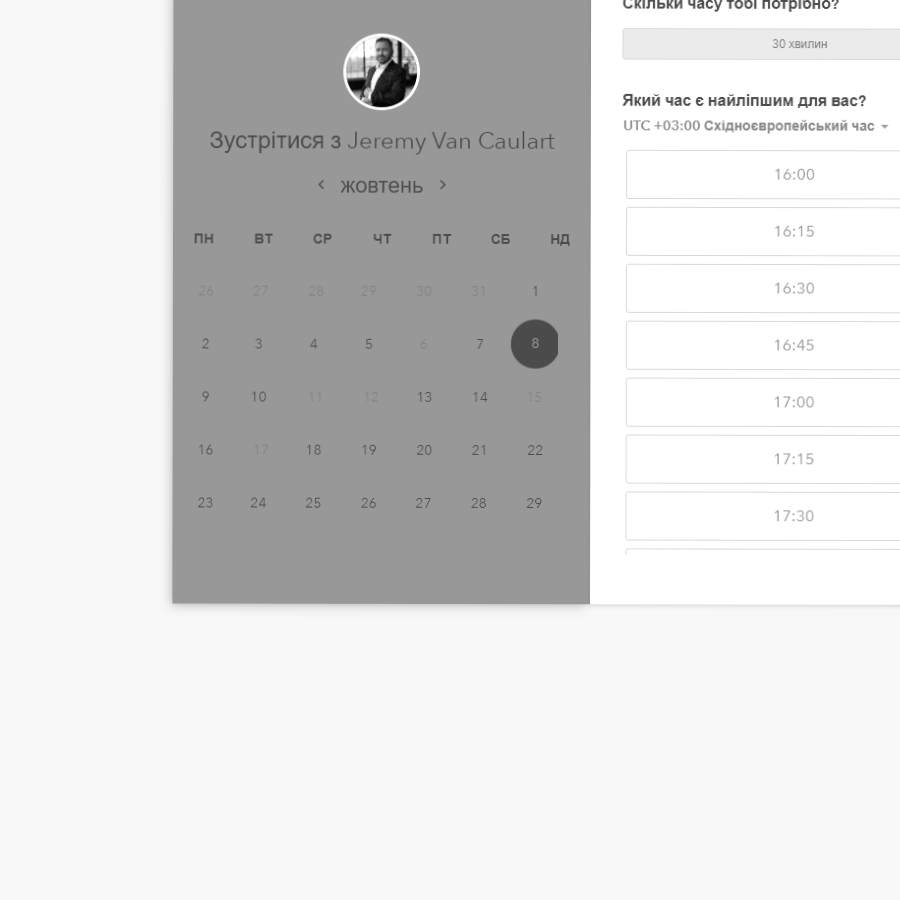 Зустрітися з Jeremy Van Caulart
жовтень
ПН ВТ СР ЧТ ПТ СБ НД
26 27 28 29 30 31 1
2 3 4 5 6 7 8
9 10 11 12 13 14 15
16 17 18 19 20 21 22
23 24 25 26 27 28 29
Скільки часу тобі потрібно?
30 хвилин
Який час є найліпшим для вас?
UTC +03:00 Східноєвропейський час
16:00
16:15
16:30
16:45
17:00
17:15
17:30